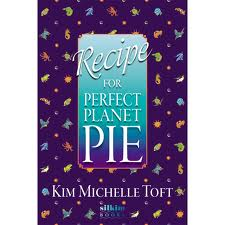 Recipe
FOR
PERFECT
PLANET
PIE
KIM MICHELLE TOFT
silkim
BOOKS